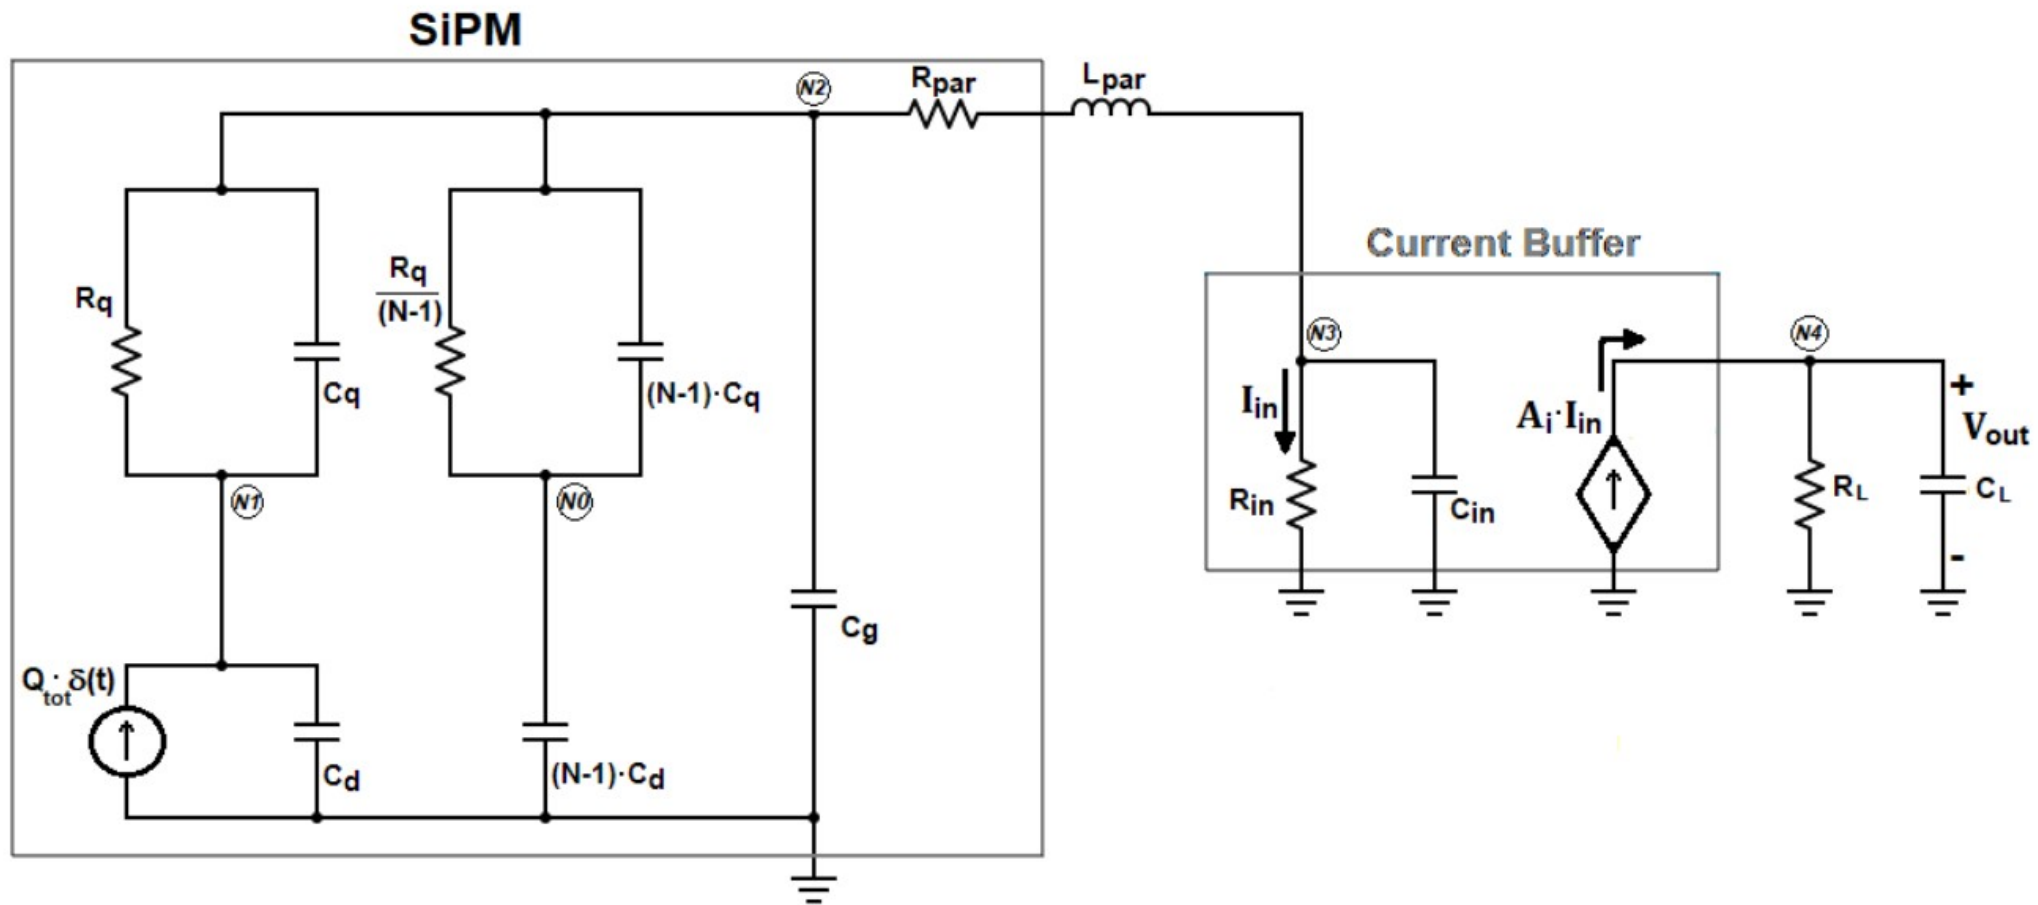 SiPM
N2
Rpar
Lpar
Rq
Cq
Rq
(N-1)
(N-1)·Cq
N1
N0
Current Buffer
N3
N4
Iin
Ai·Iin
+
Vout
-
Rin
Cin
RL
CL
Cg
Qtot·δ(t)
Cd
(N-1)·Cd